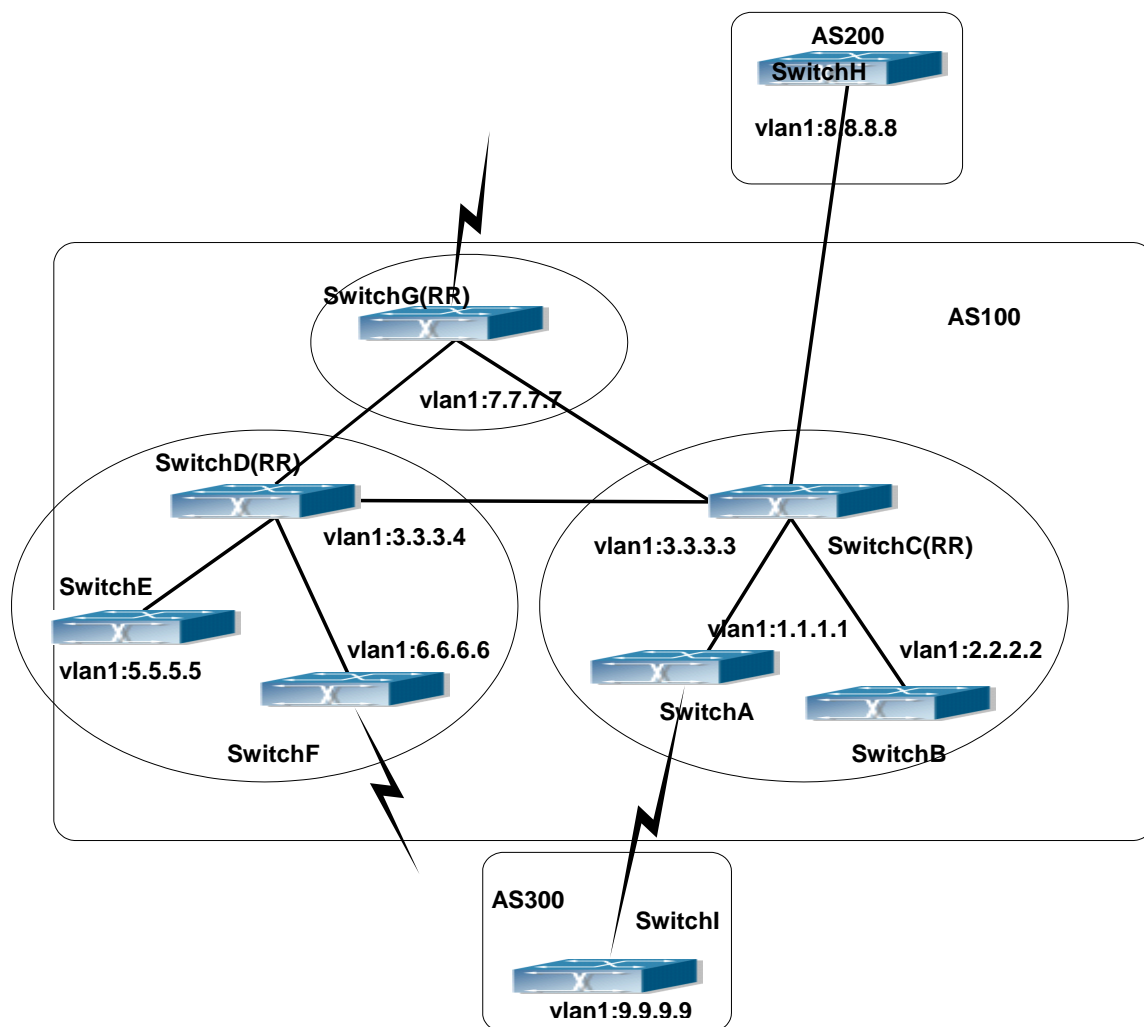 AS200
SwitchH
vlan1:8.8.8.8
SwitchG(RR)
AS100
vlan1:7.7.7.7
SwitchD(RR)
vlan1:3.3.3.4
vlan1:3.3.3.3
SwitchC(RR)
SwitchE
vlan1:5.5.5.5
vlan1:6.6.6.6
vlan1:1.1.1.1
vlan1:2.2.2.2
SwitchA
SwitchF
SwitchB
AS300
SwitchI
vlan1:9.9.9.9